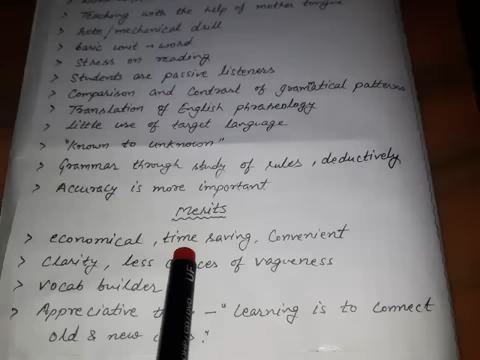 > Teaching with the help of mother tongue
> Rote/mechanical drill
> basic unit → word
> Stress on reading
> Students are passive listeners
> Comparison and Contrast of gramatical patterns
> Translation of English phraseology
> little use of target language
> "Known to unknown"
> Grammar through study of rules, deductively
> Accuracy is more important
Merits
> economical, time saving, Convenient
> Clarity, less of vagueness
> Vocab builder
> Appreciative – "Learning is to connect
old & new